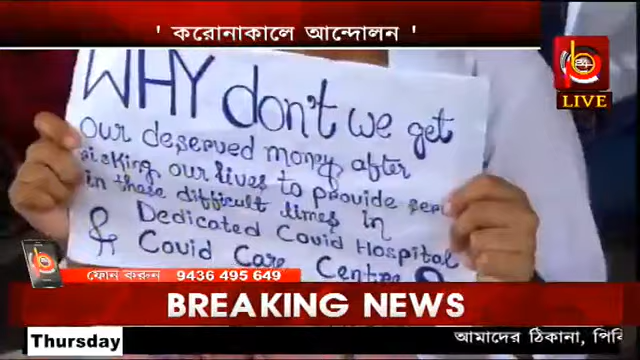 ' করোনাকালে আন্দোলন '
24
LIVE
WHY don't we get
our deserved money after
risking our lives to provide
in these difficult times in
Dedicated Covid Hospital
& Covid Care Centre
ফোন করুন 9436 495 649
BREAKING NEWS
Thursday
আমাদের ঠিকানা,